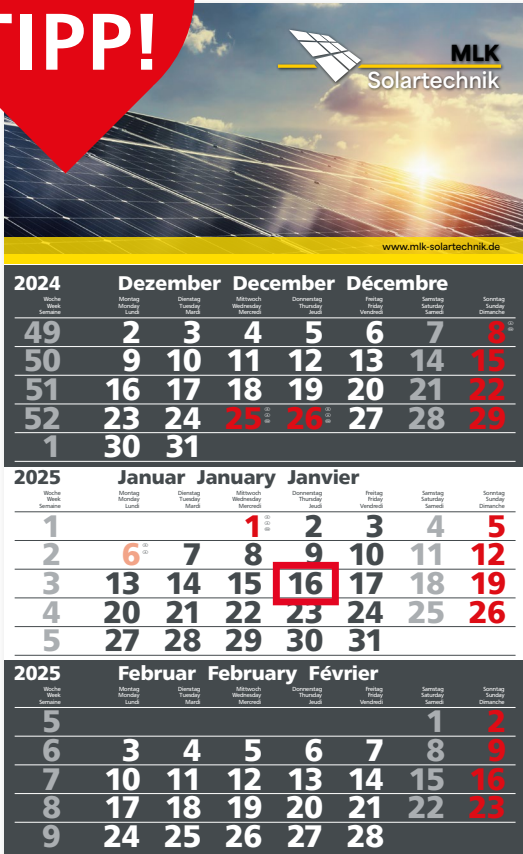 TIPP!
MLK
Solartechnik
www.mlk-solartechnik.de
2024 Dezember December Décembre
Woche Montag Dienstag Mittwoch Donnerstag Freitag Samstag Sonntag
Week Monday Tuesday Wednesday Thursday Friday Saturday Sunday
Semaine Lundi Mardi Mercredi Jeudi Vendredi Samedi Dimanche
49 2 3 4 5 6 7 8
50 9 10 11 12 13 14 15
51 16 17 18 19 20 21 22
52 23 24 25 26 27 28 29
1 30 31
2025 Januar January Janvier
Woche Montag Dienstag Mittwoch Donnerstag Freitag Samstag Sonntag
Week Monday Tuesday Wednesday Thursday Friday Saturday Sunday
Semaine Lundi Mardi Mercredi Jeudi Vendredi Samedi Dimanche
1 1 2 3 4 5
2 6 7 8 9 10 11 12
3 13 14 15 16 17 18 19
4 20 21 22 23 24 25 26
5 27 28 29 30 31
2025 Februar February Février
Woche Montag Dienstag Mittwoch Donnerstag Freitag Samstag Sonntag
Week Monday Tuesday Wednesday Thursday Friday Saturday Sunday
Semaine Lundi Mardi Mercredi Jeudi Vendredi Samedi Dimanche
5 1 2
6 3 4 5 6 7 8 9
7 10 11 12 13 14 15 16
8 17 18 19 20 21 22 23
9 24 25 26 27 28